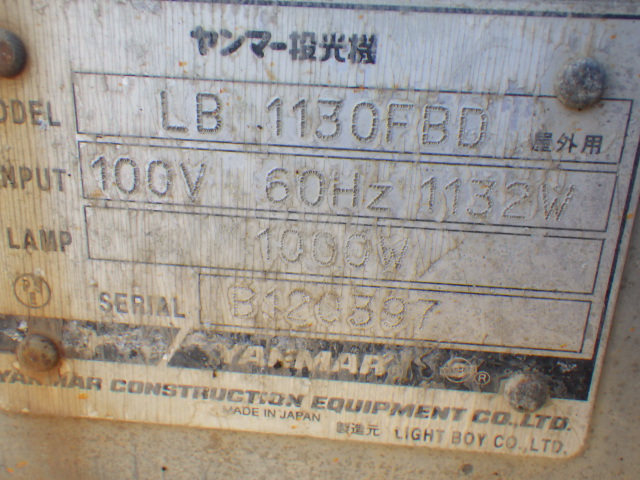 ヤンマー投光機
MODEL LB 1130FBD 屋外用
INPUT 100V 60Hz 1132W
LAMP 1000W
SERIAL
YANMAR ®
YANMAR CONSTRUCTION EQUIPMENT CO.,LTD.
MADE IN JAPAN
製造元 LIGHT BOY CO.,LTD.